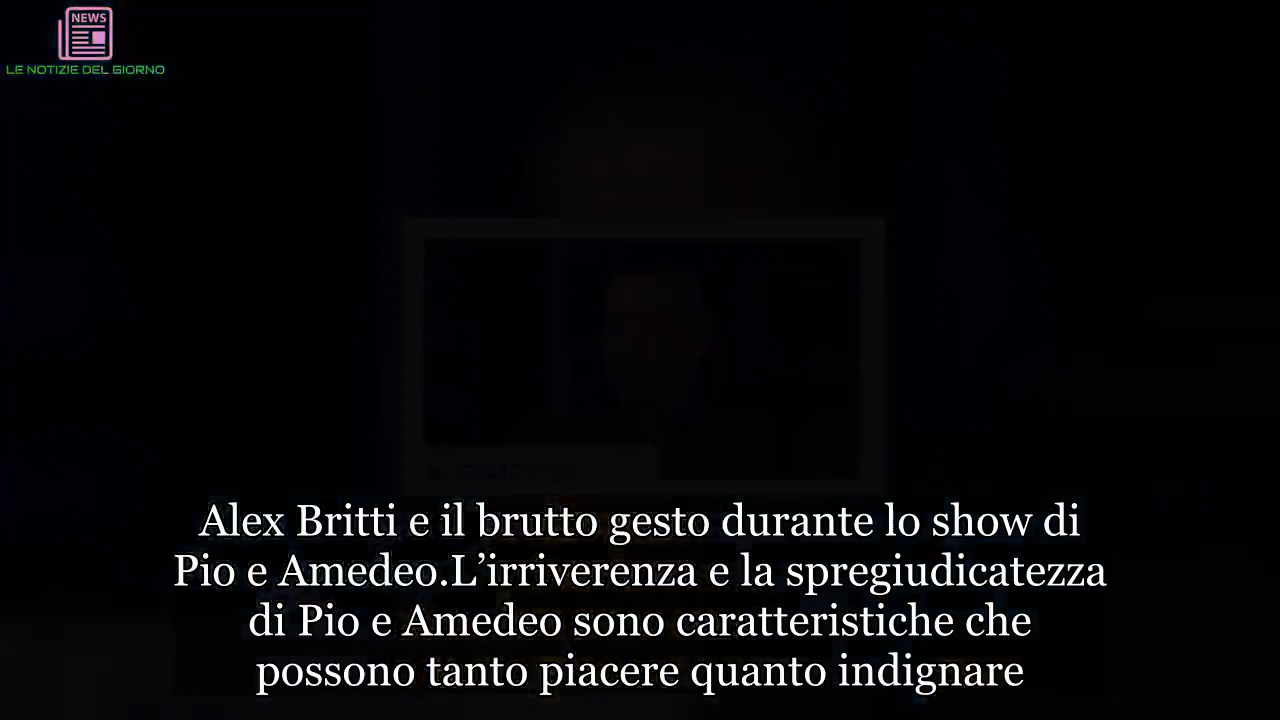 NEWS
LE NOTIZIE DEL GIORNO
Alex Britti e il brutto gesto durante lo show di
Pio e Amedeo.L’irriverenza e la spregiudicatezza
di Pio e Amedeo sono caratteristiche che
possono tanto piacere quanto indignare